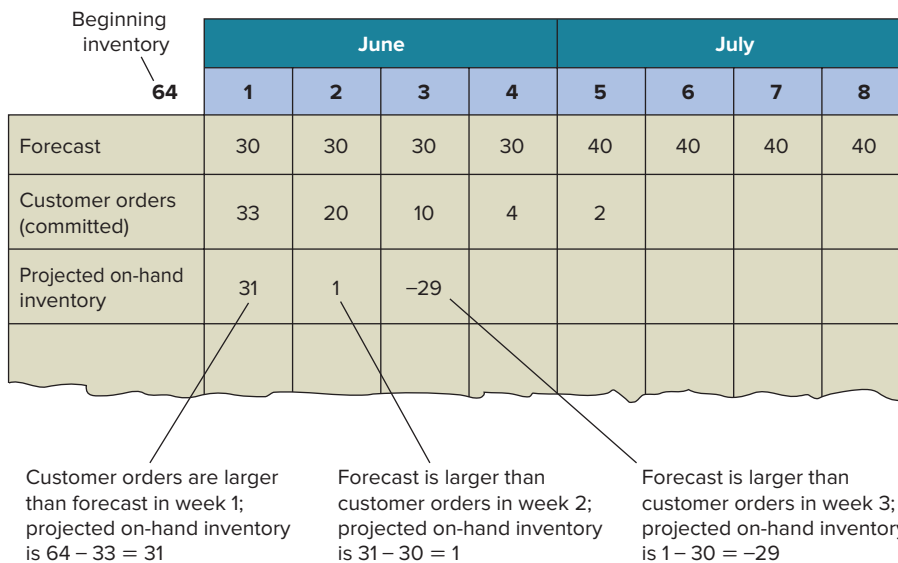 Beginning
inventory
64
June July
1 2 3 4 5 6 7 8
Forecast 30 30 30 30 40 40 40 40
Customer orders
(committed) 33 20 10 4 2
Projected on-hand
inventory 31 1 –29
Customer orders are larger
than forecast in week 1;
projected on-hand inventory
is 64 – 33 = 31
Forecast is larger than
customer orders in week 2;
projected on-hand inventory
is 31 – 30 = 1
Forecast is larger than
customer orders in week 3;
projected on-hand inventory
is 1 – 30 = –29